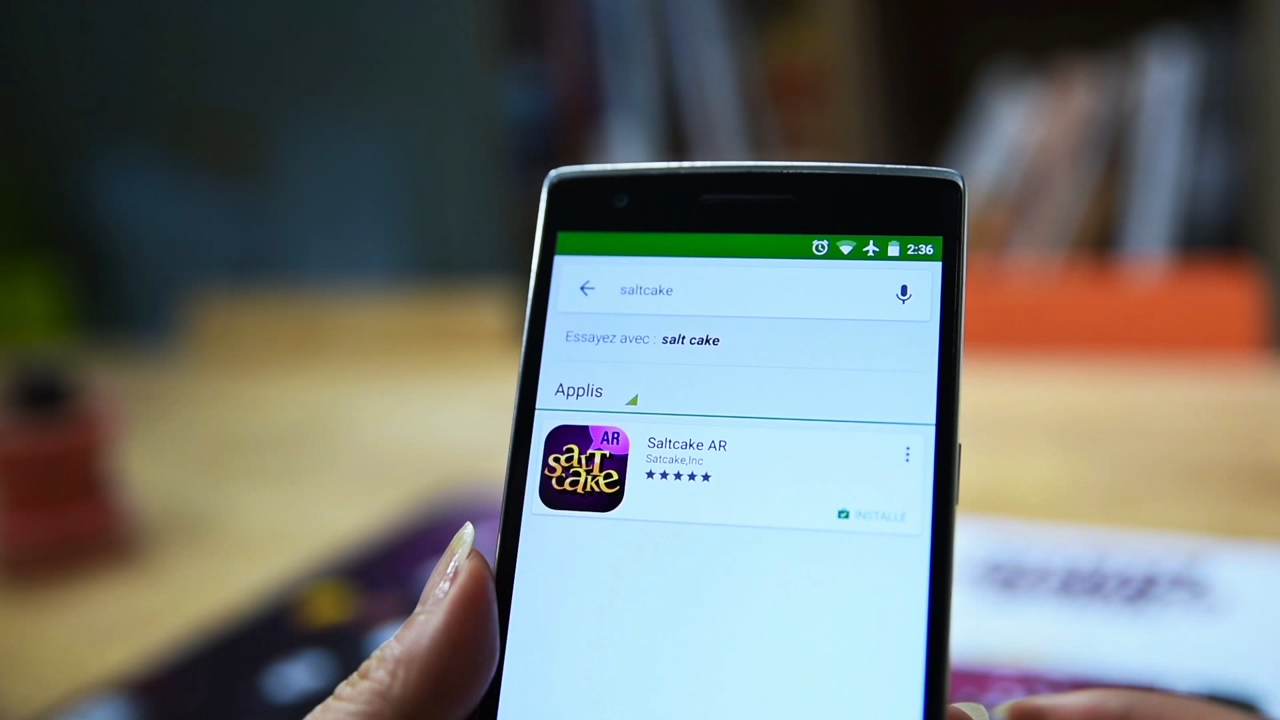 2:36
saltcake
Essayez avec : salt cake
Applis
AR
SaLT
cake
Saltcake AR
Satcake,Inc
INSTALLÉ